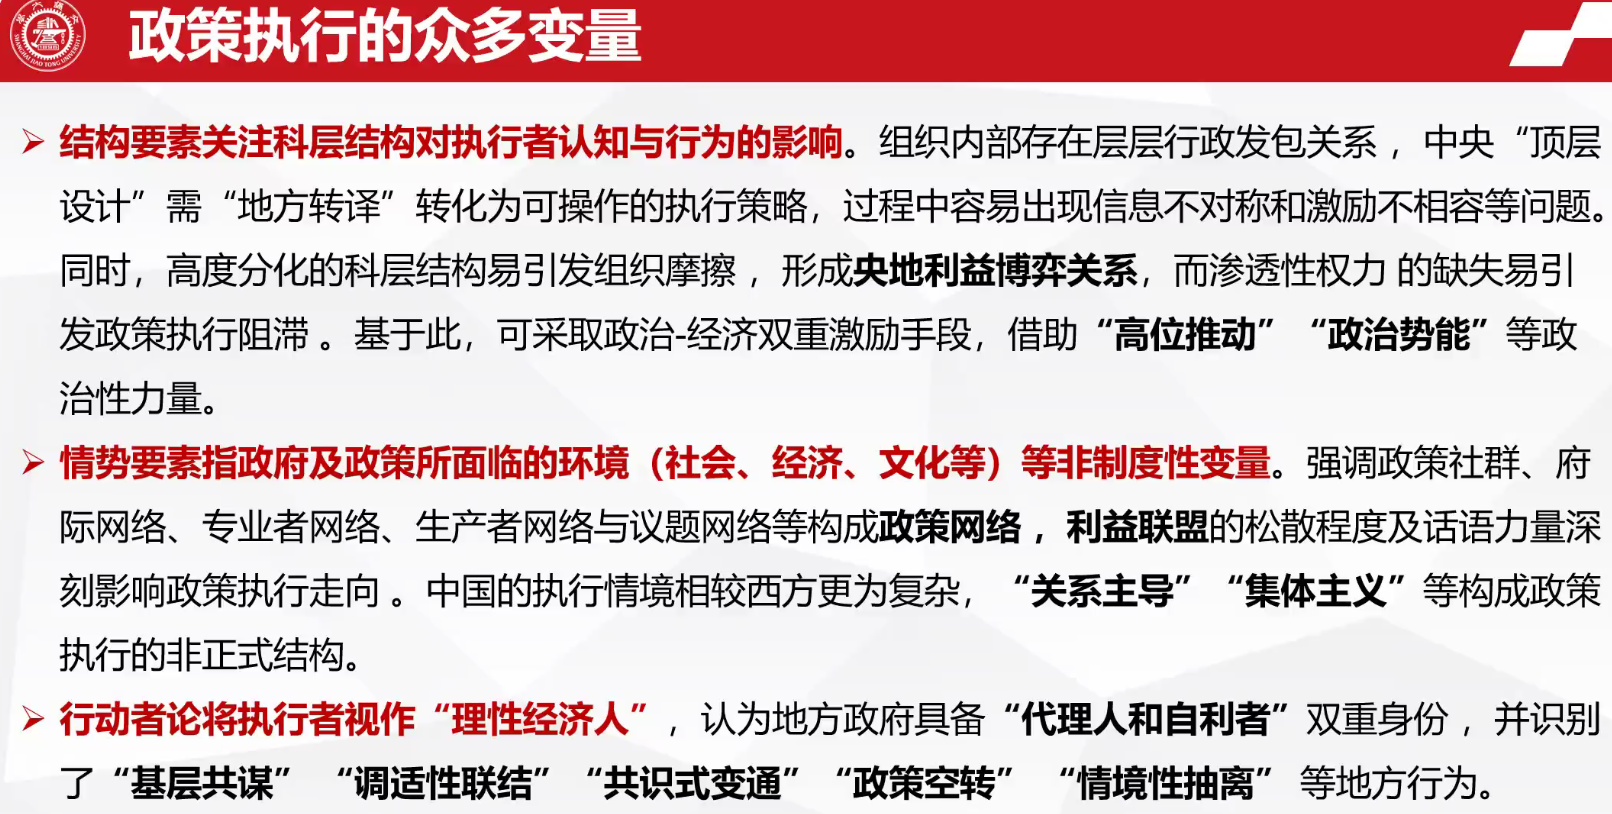 政策执行的众多变量
SHANGHAI JIAO TONG UNIVERSITY
结构要素关注科层结构对执行者认知与行为的影响。组织内部存在层层行政发包关系，中央“顶层
设计”需“地方转译”转化为可操作的执行策略，过程中容易出现信息不对称和激励不相容等问题。
同时，高度分化的科层结构易引发组织摩擦，形成央地利益博弈关系，而渗透性权力 的缺失易引
发政策执行阻滞 。基于此，可采取政治-经济双重激励手段，借助“高位推动”“政治势能”等政
治性力量。
情势要素指政府及政策所面临的环境（社会、经济、文化等）等非制度性变量。强调政策社群、府
际网络、专业者网络、生产者网络与议题网络等构成政策网络，利益联盟的松散程度及话语力量深
刻影响政策执行走向 。中国的执行情境相较西方更为复杂，“关系主导”“集体主义”等构成政策
执行的非正式结构。
行动者论将执行者视作“理性经济人”，认为地方政府具备“代理人和自利者”双重身份，并识别
了“基层共谋”“调适性联结”“共识式变通”“政策空转”“情境性抽离”等地方行为。